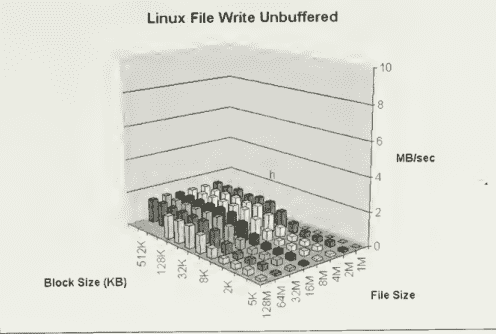 Linux File Write Unbuffered
10
8
6
MB/sec
4
2
0
512K
128K
32K
8K
2K
5K
128M
64M
32M
16M
8M
4M
2M
1M
Block Size (KB)
File Size